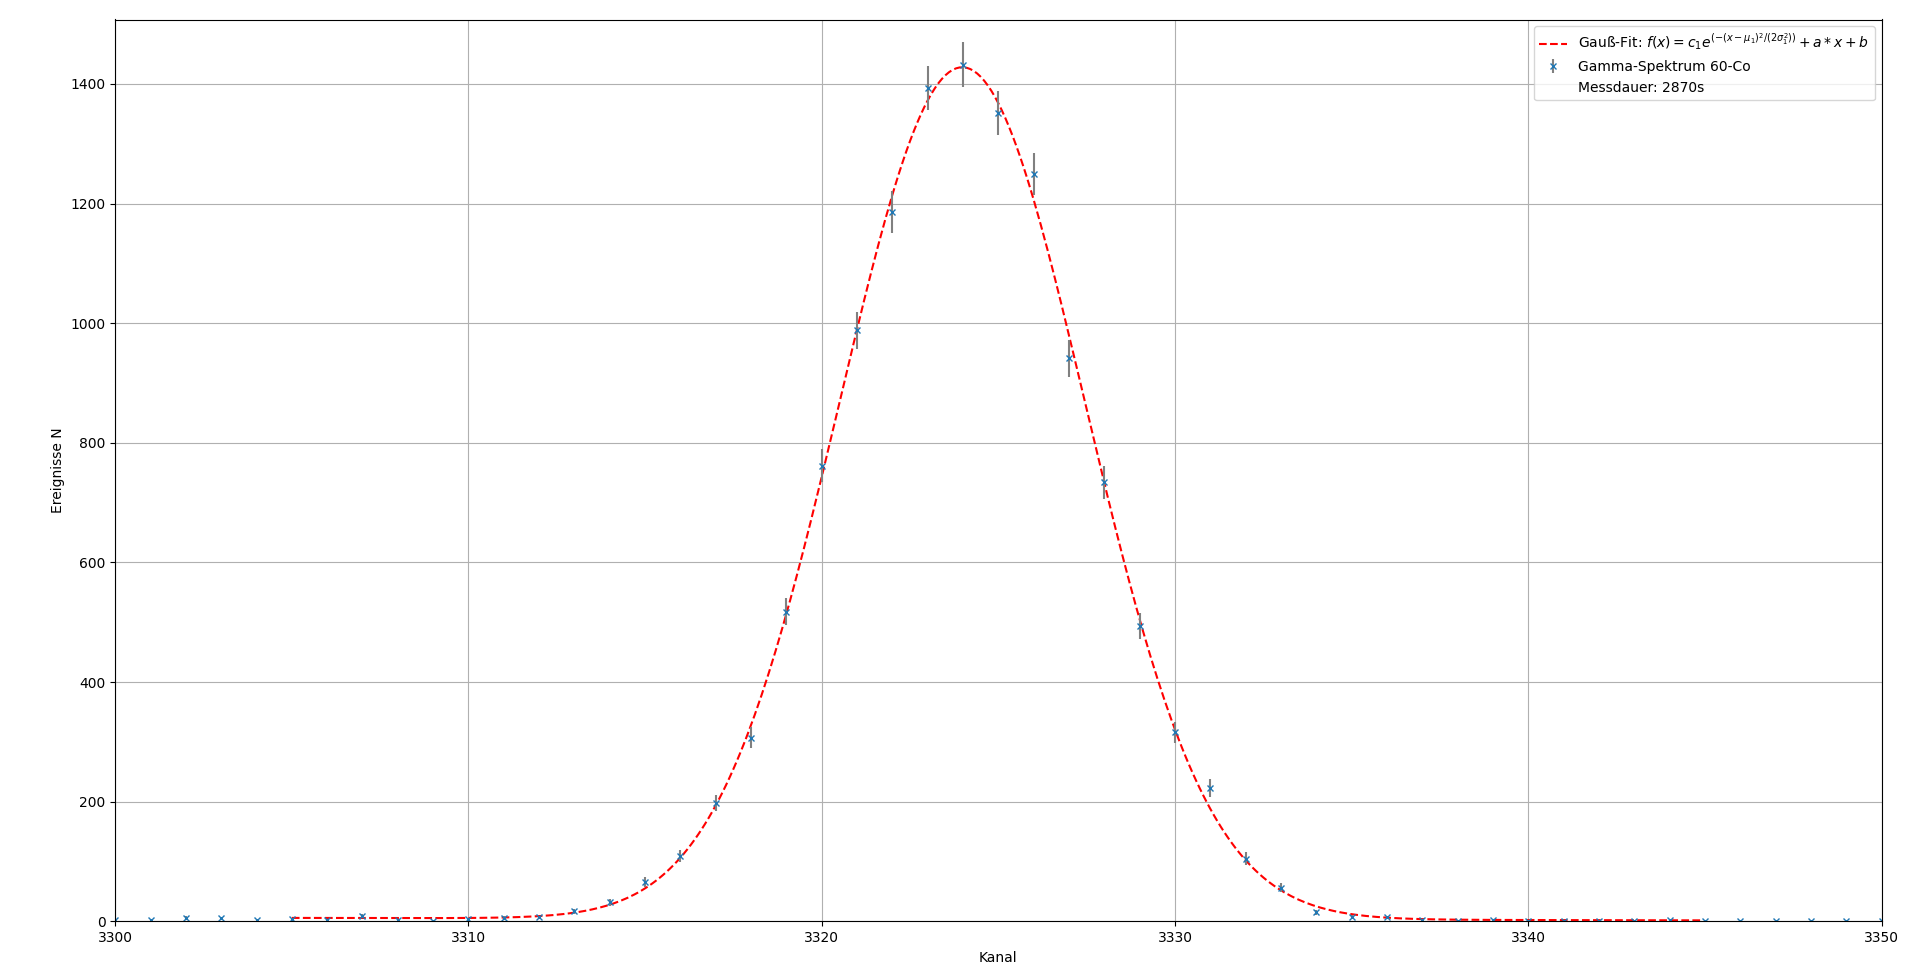 Gauß-Fit: f(x) = c₁e^(−(x−μ₁)²/(2σ₁²)) + a * x + b
Gamma-Spektrum 60-Co
Messdauer: 2870s
1400
1200
1000
800
600
400
200
0
Ereignisse N
3300 3310 3320 3330 3340 3350
Kanal